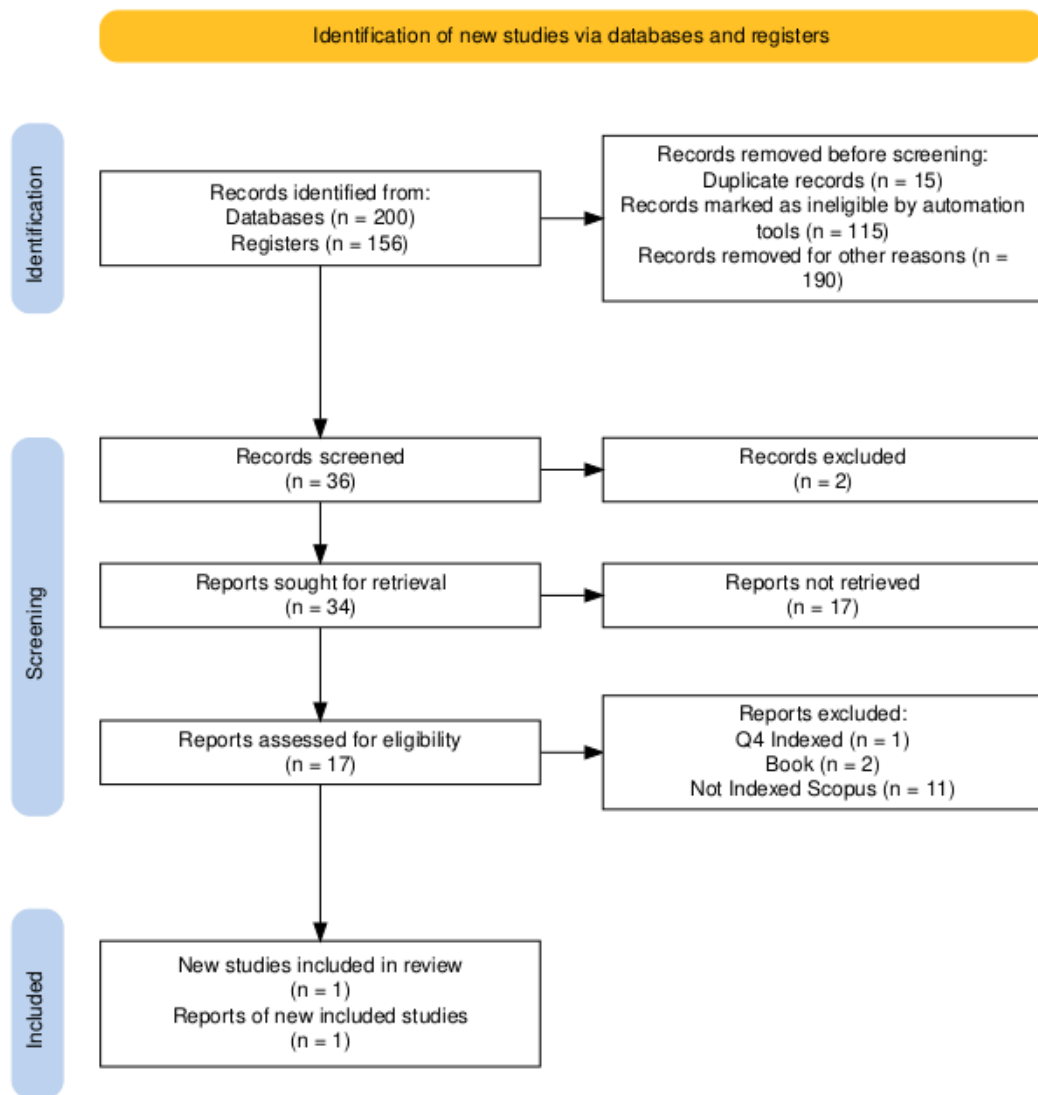 Identification of new studies via databases and registers
Identification
Records identified from:
Databases (n = 200)
Registers (n = 156)
Records removed before screening:
Duplicate records (n = 15)
Records marked as ineligible by automation
tools (n = 115)
Records removed for other reasons (n =
190)
Screening
Records screened
(n = 36)
Records excluded
(n = 2)
Reports sought for retrieval
(n = 34)
Reports not retrieved
(n = 17)
Reports assessed for eligibility
(n = 17)
Reports excluded:
Q4 Indexed (n = 1)
Book (n = 2)
Not Indexed Scopus (n = 11)
Included
New studies included in review
(n = 1)
Reports of new included studies
(n = 1)